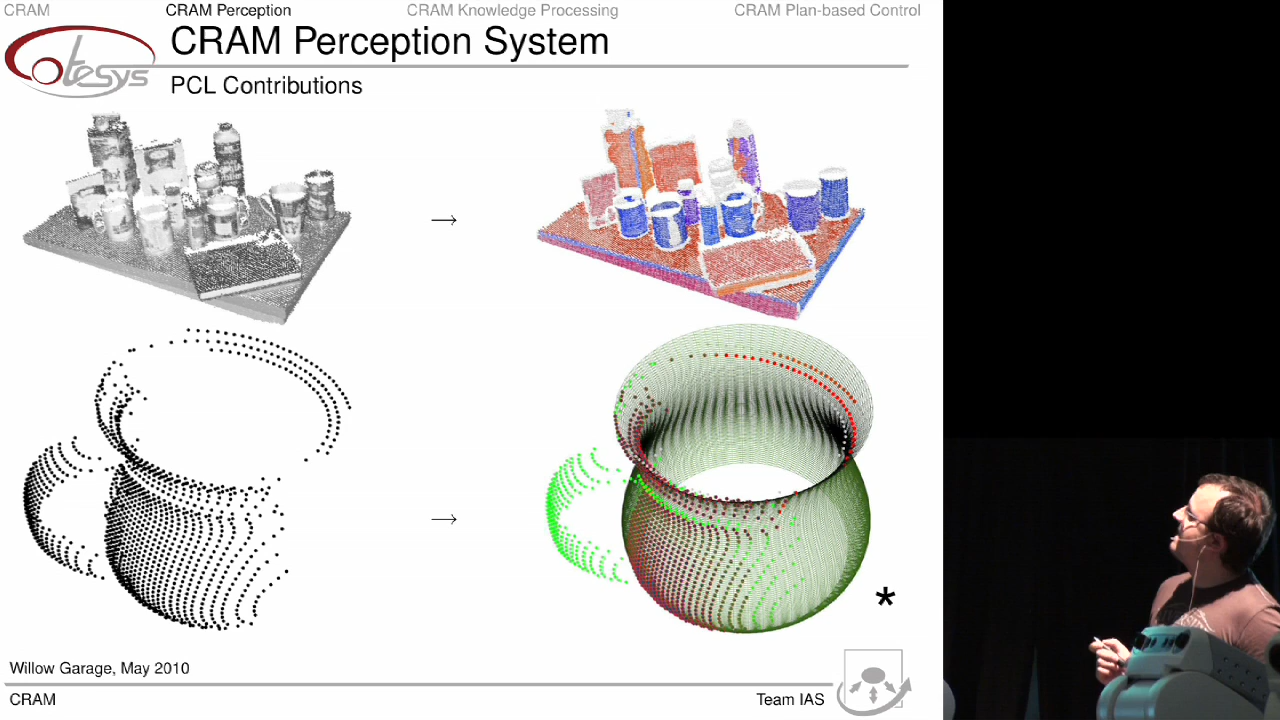 CRAM CRAM Perception CRAM Knowledge Processing CRAM Plan-based Control
CRAM Perception System
otesys
PCL Contributions
→
→
*
Willow Garage, May 2010
CRAM Team IAS